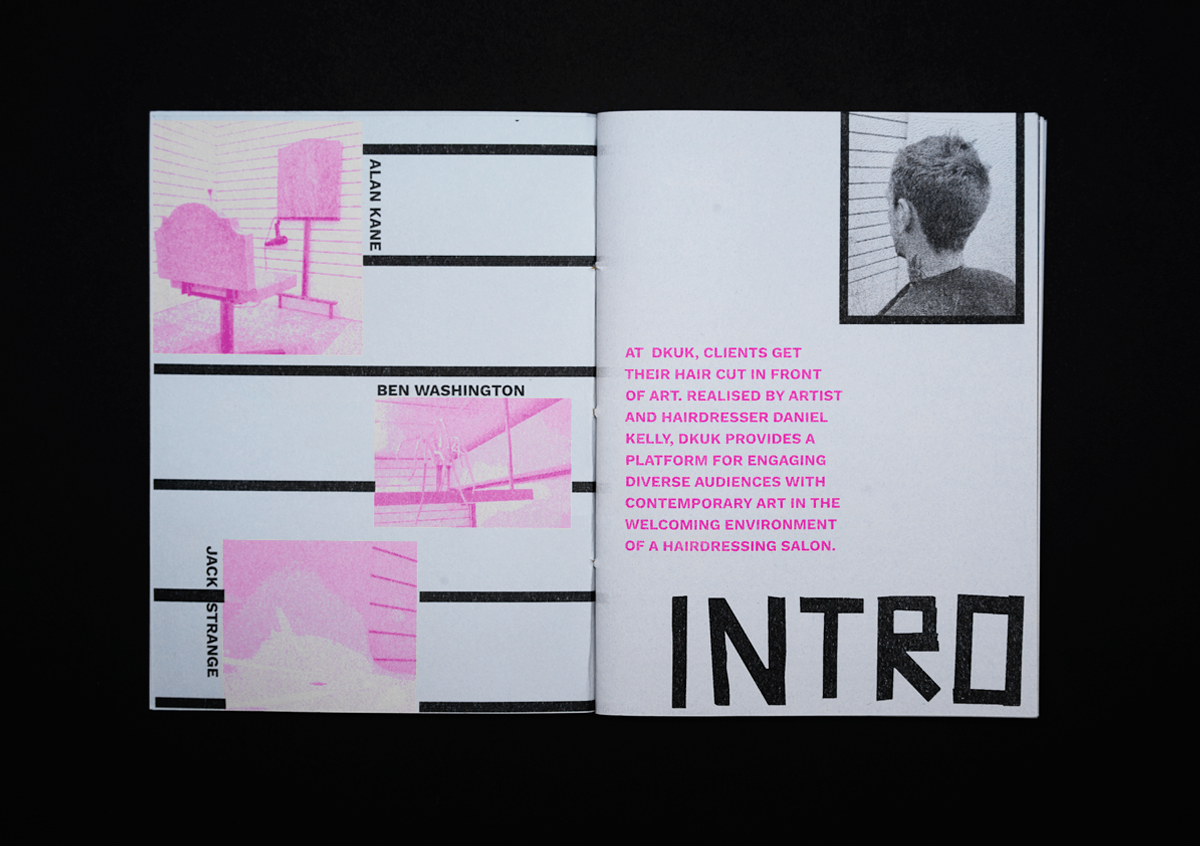 ALAN KANE
BEN WASHINGTON
JACK STRANGE
AT DKUK, CLIENTS GET
THEIR HAIR CUT IN FRONT
OF ART. REALISED BY ARTIST
AND HAIRDRESSER DANIEL
KELLY, DKUK PROVIDES A
PLATFORM FOR ENGAGING
DIVERSE AUDIENCES WITH
CONTEMPORARY ART IN THE
WELCOMING ENVIRONMENT
OF A HAIRDRESSING SALON.
INTRO